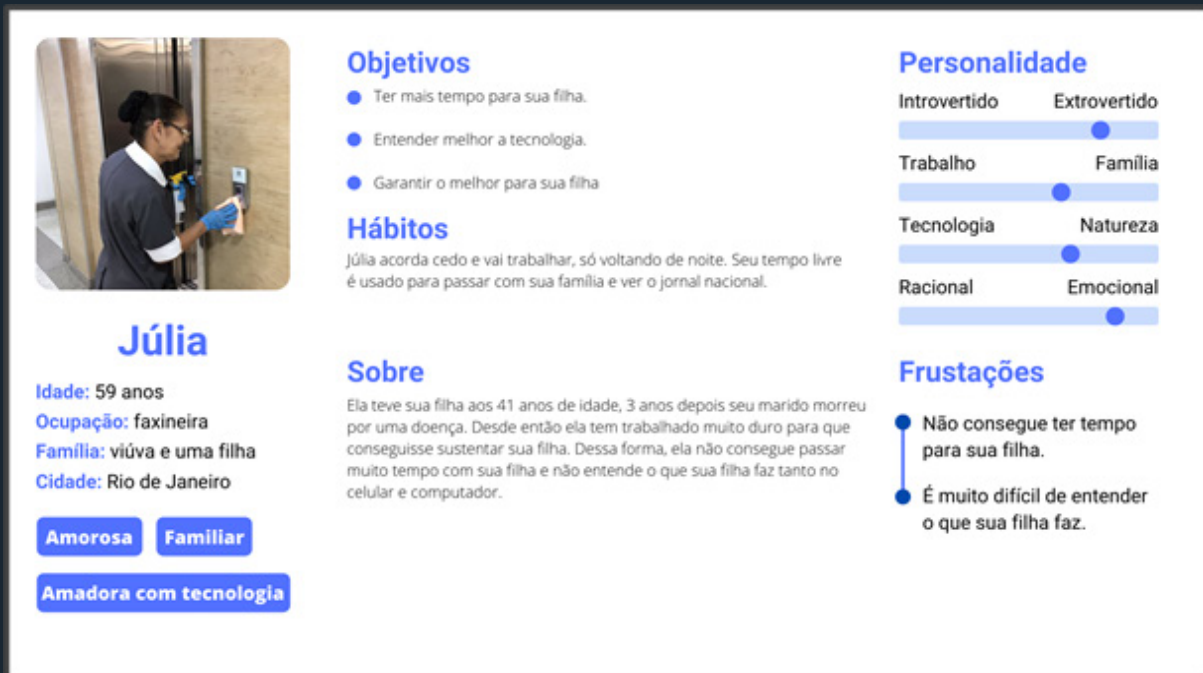 Júlia
Idade: 59 anos
Ocupação: faxineira
Família: viúva e uma filha
Cidade: Rio de Janeiro
Amorosa
Familiar
Amadora com tecnologia
Objetivos
Ter mais tempo para sua filha.
Entender melhor a tecnologia.
Garantir o melhor para sua filha
Hábitos
Júlia acorda cedo e vai trabalhar, só voltando de noite. Seu tempo livre
é usado para passar com sua família e ver o jornal nacional.
Sobre
Ela teve sua filha aos 41 anos de idade, 3 anos depois seu marido morreu
por uma doença. Desde então ela tem trabalhado muito duro para que
conseguisse sustentar sua filha. Dessa forma, ela não consegue passar
muito tempo com sua filha e não entende o que sua filha faz tanto no
celular e computador.
Personalidade
Introvertido Extrovertido
Trabalho Família
Tecnologia Natureza
Racional Emocional
Frustações
Não consegue ter tempo
para sua filha.
É muito difícil de entender
o que sua filha faz.